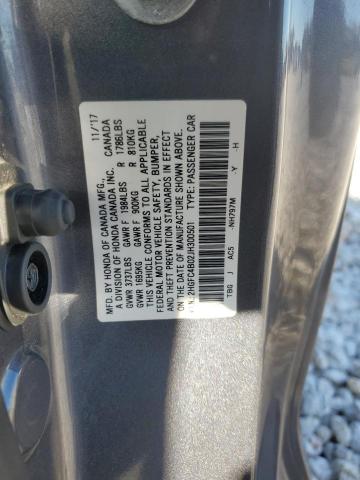 MFD. BY HONDA OF CANADA MFG. 11/'17
A DIVISION OF HONDA CANADA INC. CANADA
GVWR 3737LBS GAWR F 1984LBS R 1786LBS
GVWR 1695KG GAWR F 900KG R 810KG
THIS VEHICLE CONFORMS TO ALL APPLICABLE
FEDERAL MOTOR VEHICLE SAFETY, BUMPER,
AND THEFT PREVENTION STANDARDS IN EFFECT
ON THE DATE OF MANUFACTURE SHOWN ABOVE.
V.I.N.: 2HGFC4B02JH300501 TYPE: PASSENGER CAR
TBG J AC5 -NH797M -Y -H